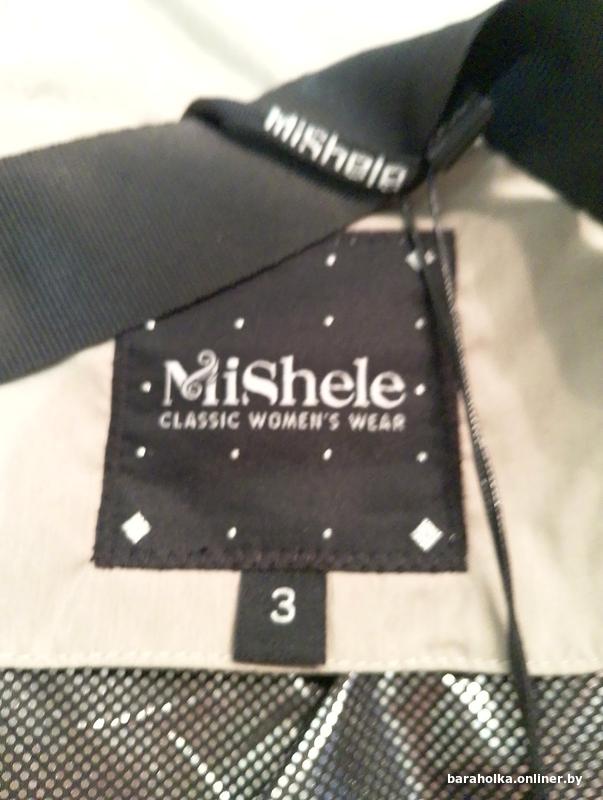 MiShele
MiShele
CLASSIC WOMEN'S WEAR
3
baraholka.onliner.by